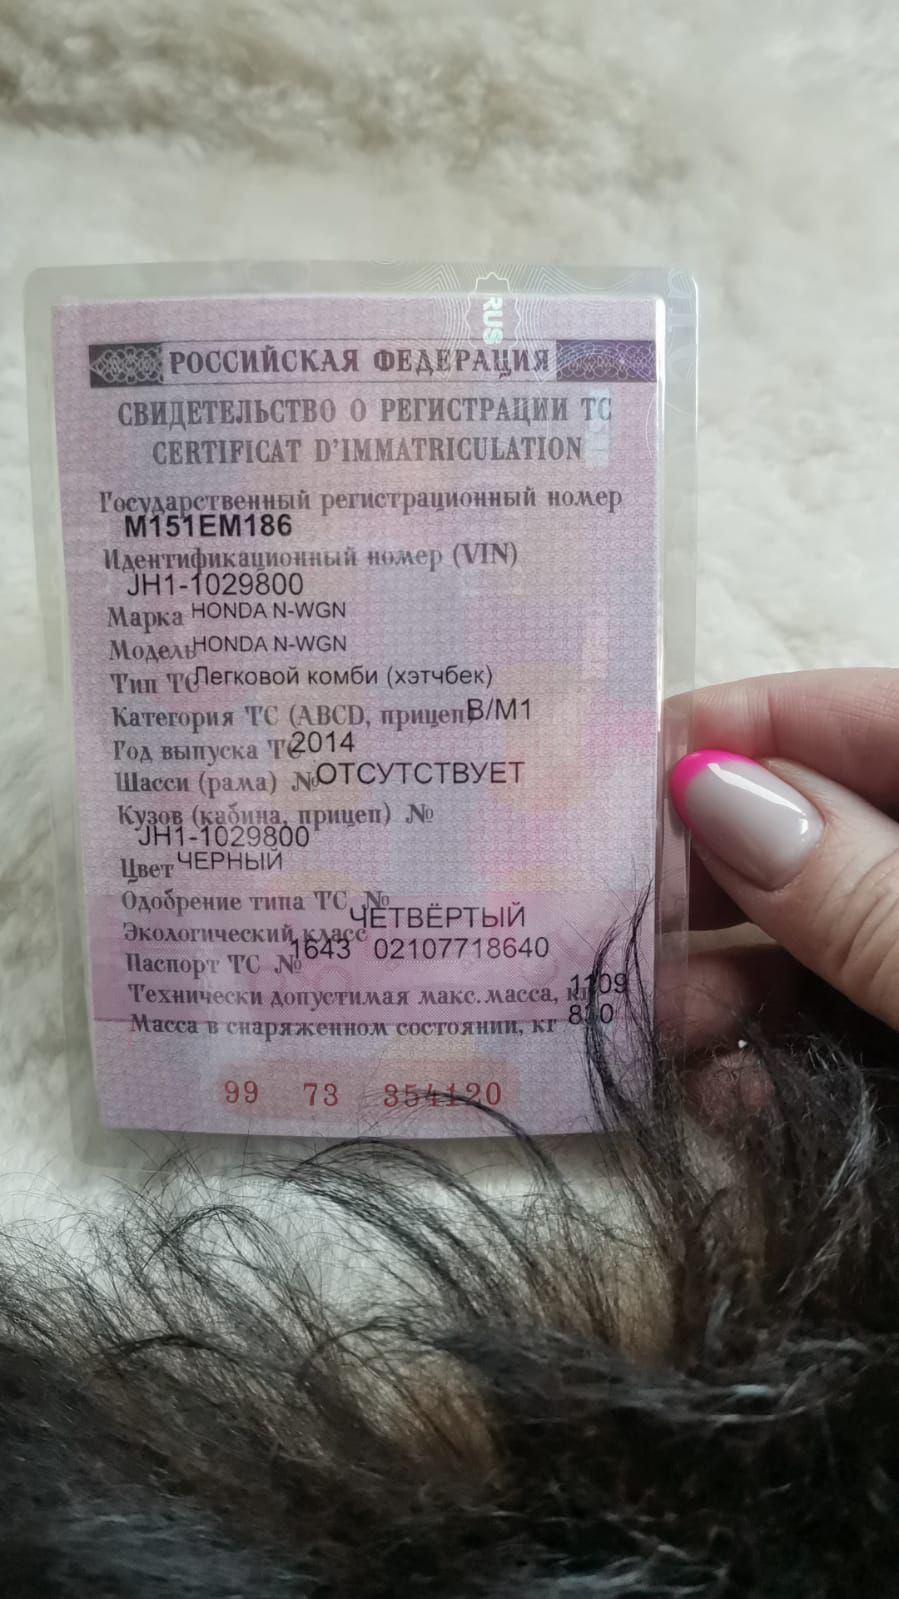 RUS
РОССИЙСКАЯ ФЕДЕРАЦИЯ
СВИДЕТЕЛЬСТВО О РЕГИСТРАЦИИ ТС
CERTIFICAT D'IMMATRICULATION
Государственный регистрационный номер
М151ЕМ186
Идентификационный номер (VIN)
JH1-1029800
Марка HONDA N-WGN
Модель HONDA N-WGN
Тип ТС Легковой комби (хэтчбек)
Категория ТС (ABCD, прицеп) B/M1
Год выпуска ТС 2014
Шасси (рама) № ОТСУТСТВУЕТ
Кузов (кабина, прицеп) №
JH1-1029800
Цвет ЧЕРНЫЙ
Одобрение типа ТС №
Экологический класс ЧЕТВЁРТЫЙ
Паспорт ТС № 1643 02107718640
Технически допустимая макс. масса, кг
Масса в снаряженном состоянии, кг
99 73 354120